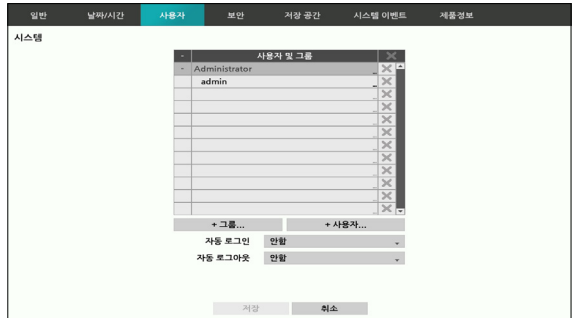 일반 날짜/시간 사용자 보안 저장 공간 시스템 이벤트 제품정보
시스템
- 사용자 및 그룹
- Administrator
admin
+ 그룹... + 사용자...
자동 로그인 안함
자동 로그아웃 안함
저장 취소